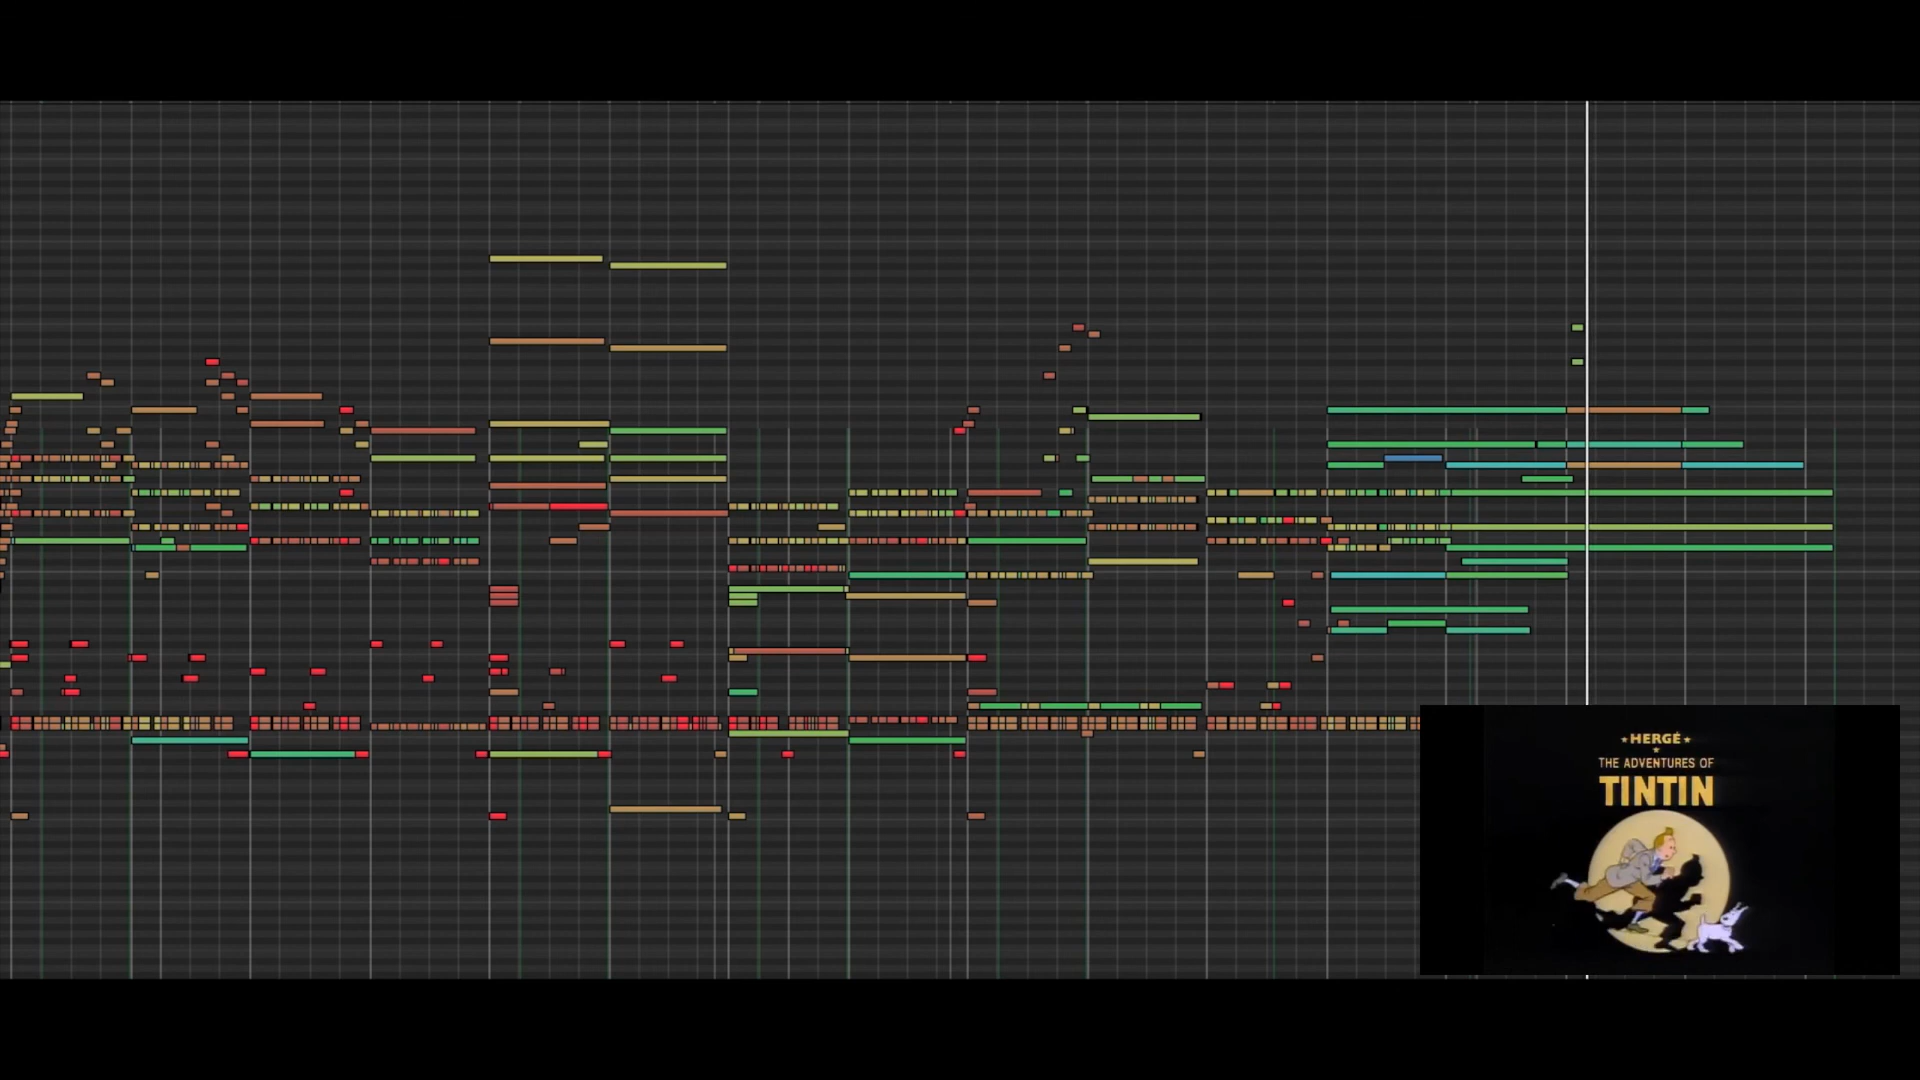 ★HERGÉ★
★
THE ADVENTURES OF
TINTIN